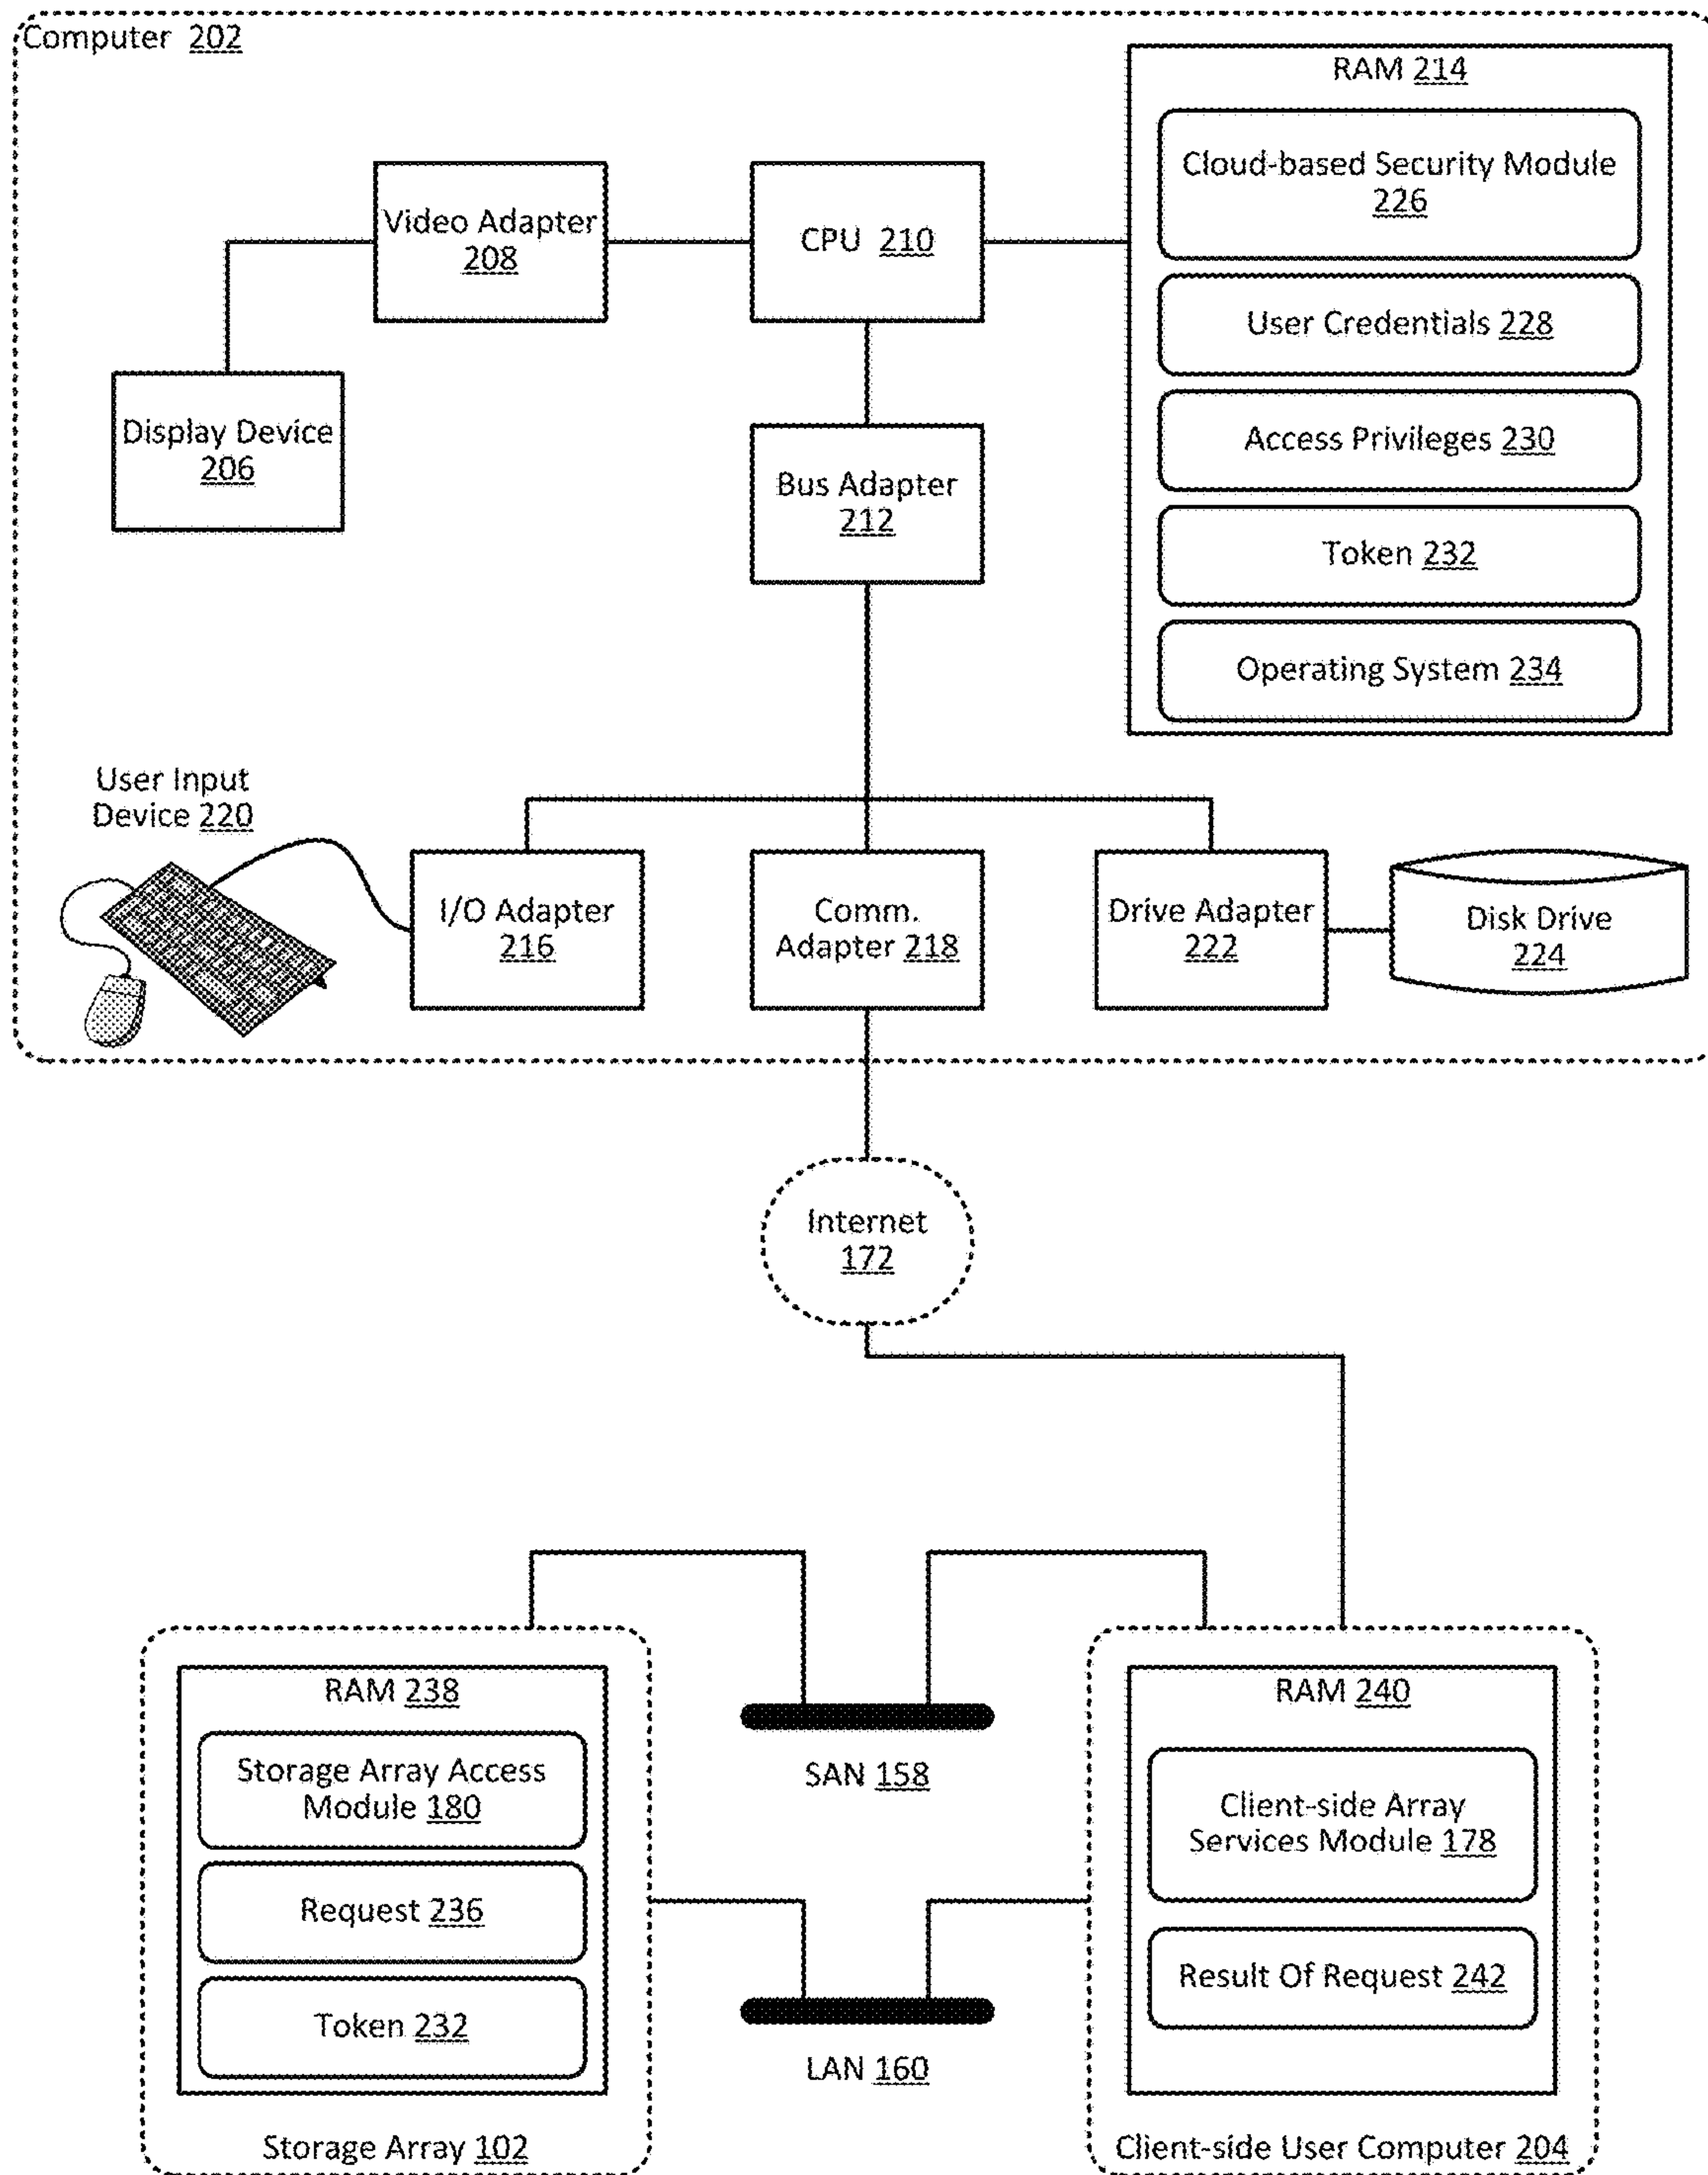 Computer 202
RAM 214
Cloud-based Security Module
226
Video Adapter
208
CPU 210
User Credentials 228
Display Device
206
Access Privileges 230
Bus Adapter
212
Token 232
Operating System 234
User Input
Device 220
I/O Adapter
216
Comm.
Adapter 218
Drive Adapter
222
Disk Drive
224
Internet
172
RAM 238
Storage Array Access
Module 180
Request 236
Token 232
Storage Array 102
SAN 158
LAN 160
RAM 240
Client-side Array
Services Module 178
Result Of Request 242
Client-side User Computer 204